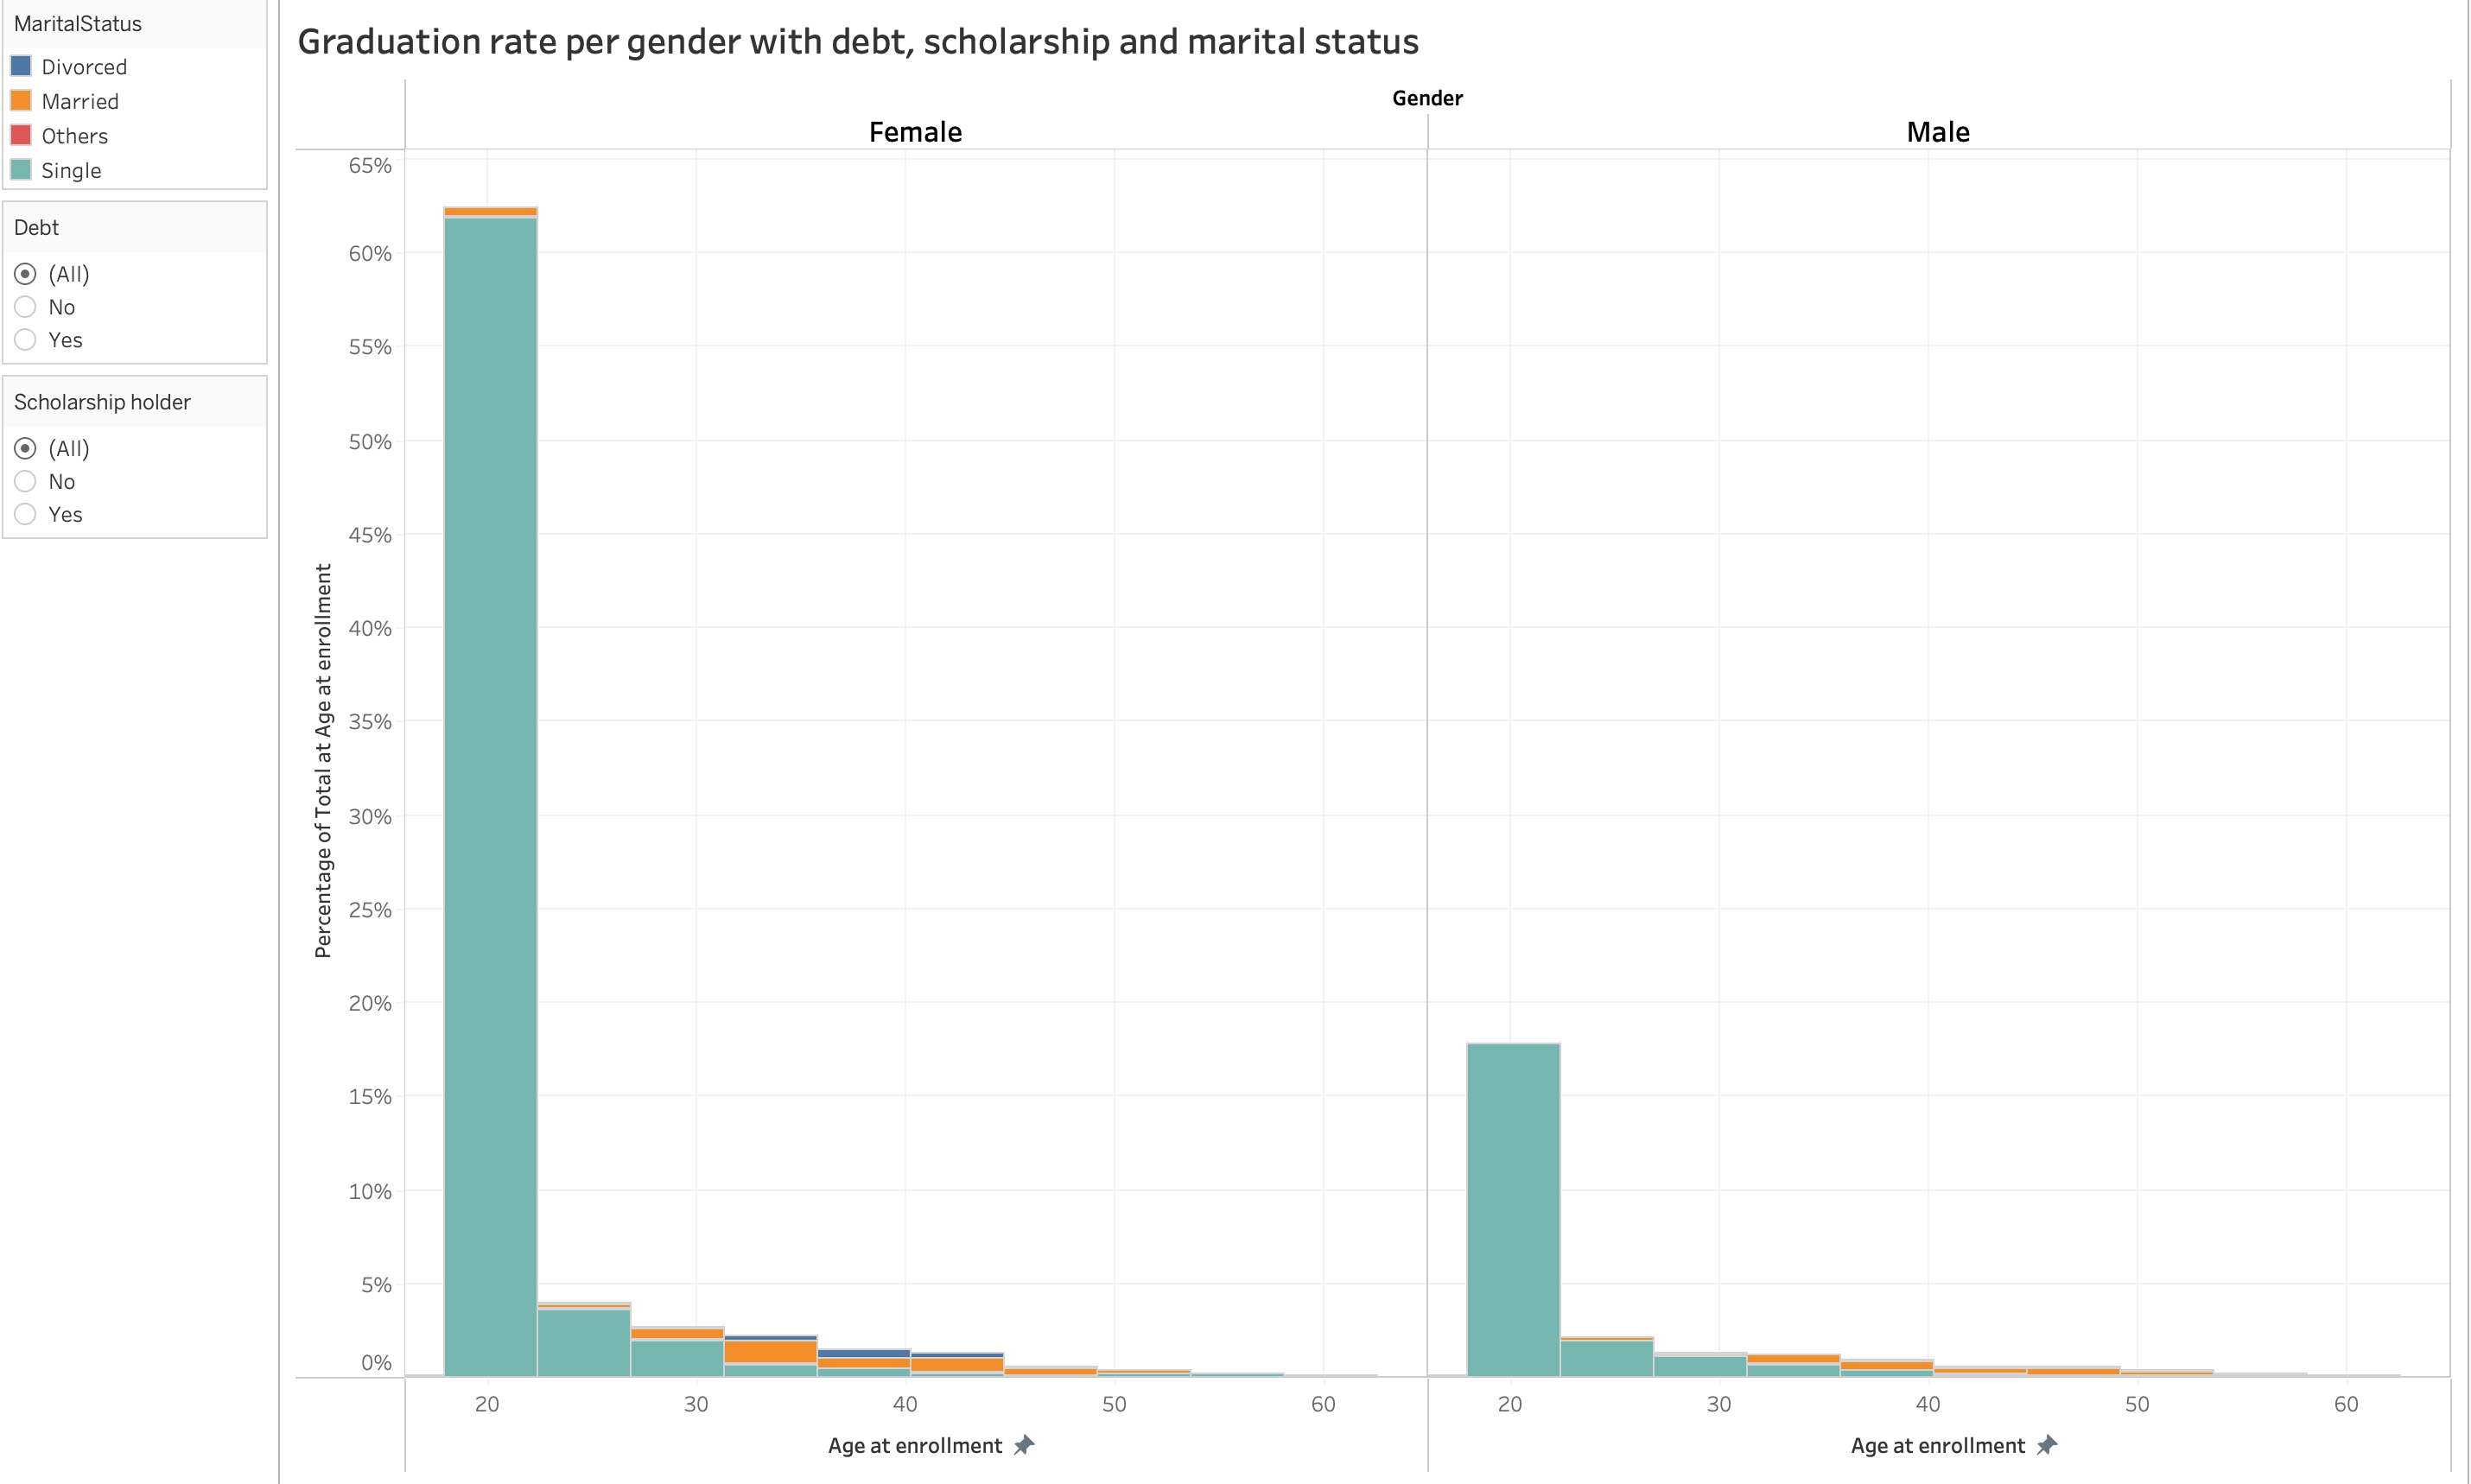 MaritalStatus
Divorced
Married
Others
Single
Debt
(All)
No
Yes
Scholarship holder
(All)
No
Yes
Graduation rate per gender with debt, scholarship and marital status
Gender
Female
Male
Percentage of Total at Age at enrollment
65%
60%
55%
50%
45%
40%
35%
30%
25%
20%
15%
10%
5%
0%
20 30 40 50 60 20 30 40 50 60
Age at enrollment
Age at enrollment